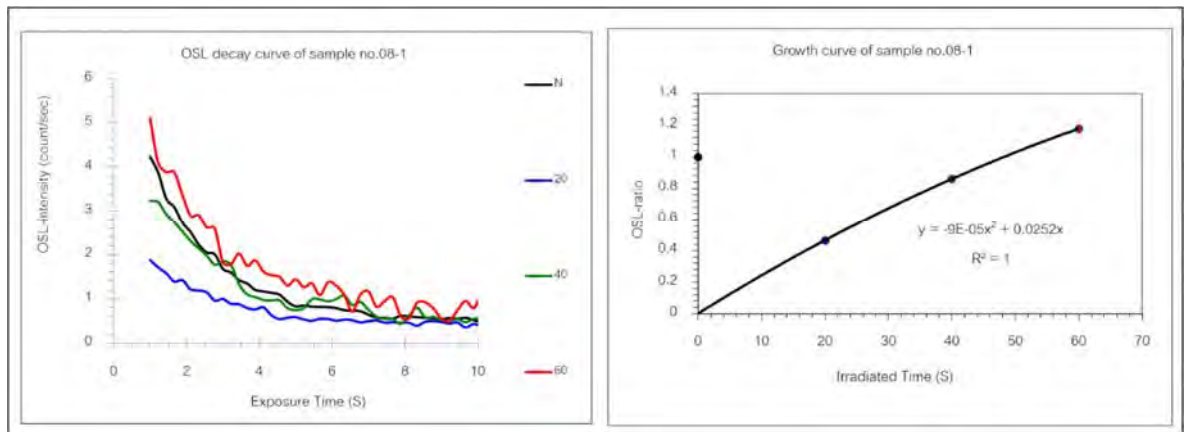 OSL decay curve of sample no.08-1
OSL-intensity (count/sec)
6
5
4
3
2
1
0
0 2 4 6 8 10
Exposure Time (S)
N
20
40
60
Growth curve of sample no.08-1
OSL-ratio
1.4
1.2
1
0.8
0.6
0.4
0.2
0
y = -9E-05x² + 0.0252x
R² = 1
0 10 20 30 40 50 60 70
Irradiated Time (S)